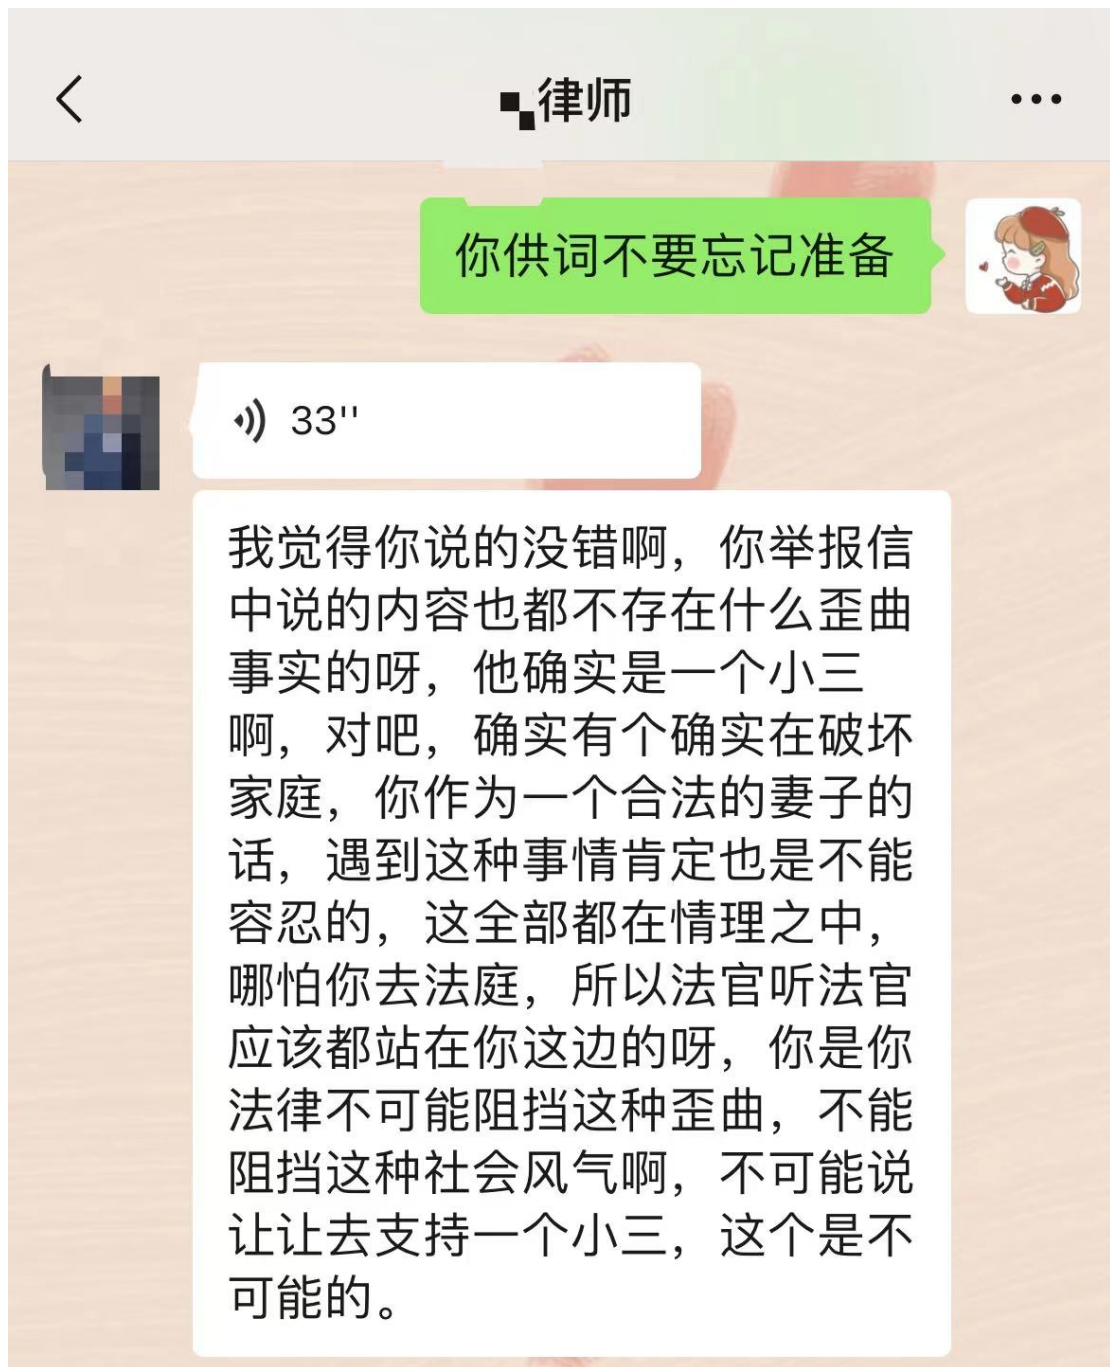 律师
你供词不要忘记准备
33''
我觉得你说的没错啊，你举报信
中说的内容也都不存在什么歪曲
事实的呀，他确实是一个小三
啊，对吧，确实有个确实在破坏
家庭，你作为一个合法的妻子的
话，遇到这种事情肯定也是不能
容忍的，这全部都在情理之中，
哪怕你去法庭，所以法官听法官
应该都站在你这边的呀，你是你
法律不可能阻挡这种歪曲，不能
阻挡这种社会风气啊，不可能说
让让去支持一个小三，这个是不
可能的。